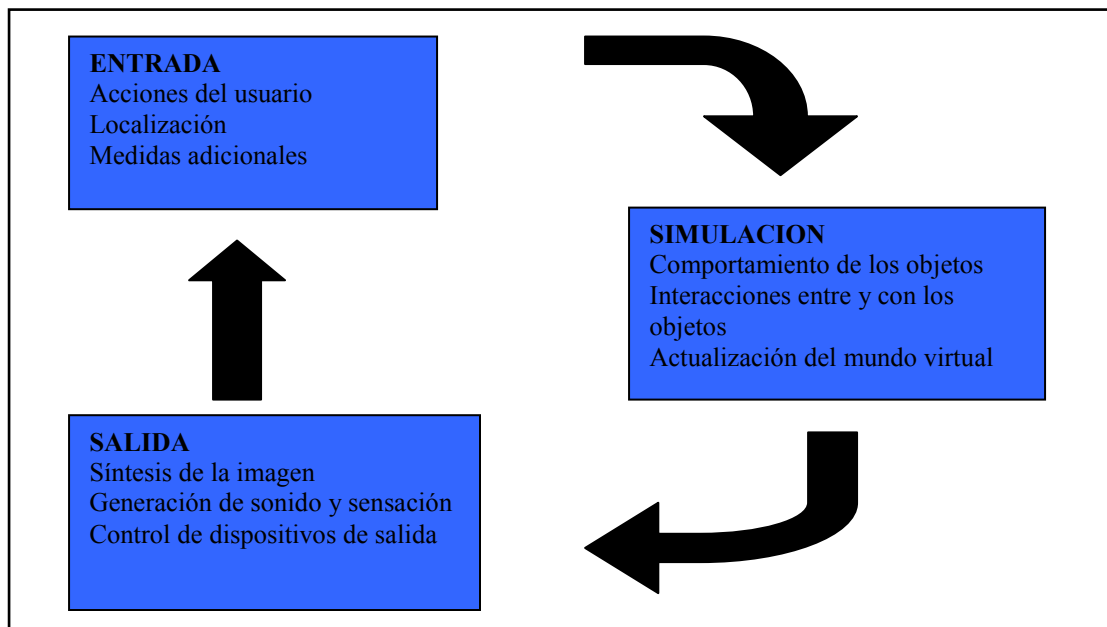 ENTRADA
Acciones del usuario
Localización
Medidas adicionales
SIMULACION
Comportamiento de los objetos
Interacciones entre y con los
objetos
Actualización del mundo virtual
SALIDA
Síntesis de la imagen
Generación de sonido y sensación
Control de dispositivos de salida